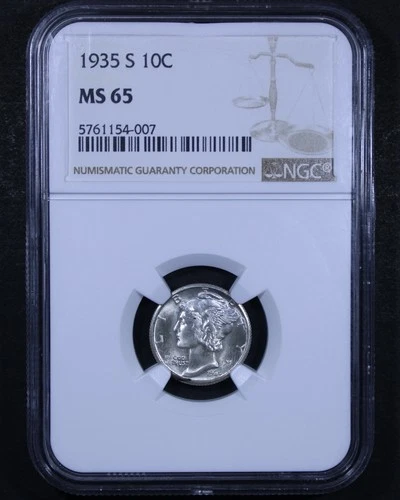 1935 S 10C
MS 65
5761154-007
NUMISMATIC GUARANTY CORPORATION
NGC®